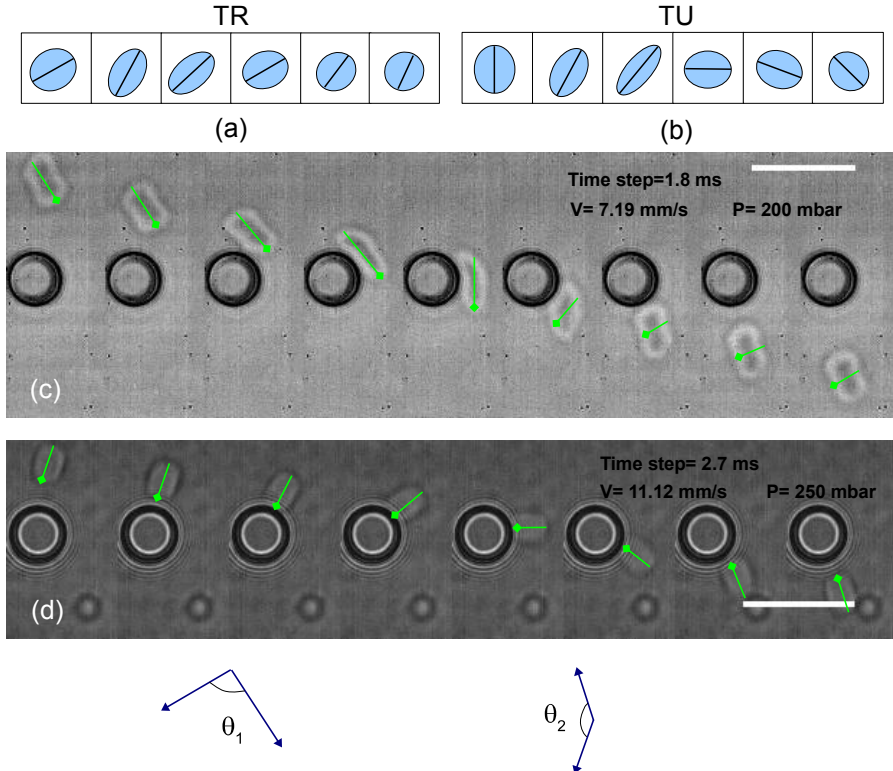 TR
TU
(a)
(b)
Time step=1.8 ms
V= 7.19 mm/s P= 200 mbar
(c)
Time step= 2.7 ms
V= 11.12 mm/s P= 250 mbar
(d)
θ1
θ2